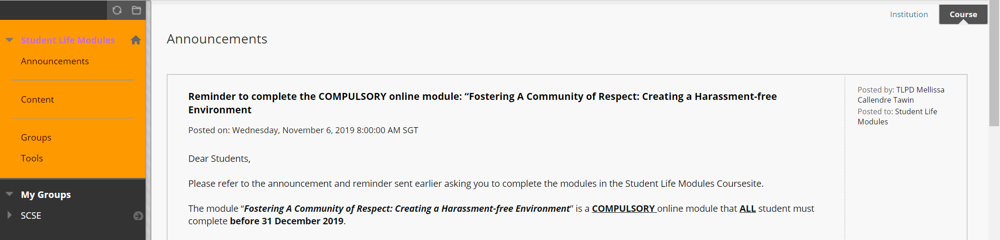 Institution
Course
Student Life Modules
Announcements
Content
Groups
Tools
My Groups
SCSE
Announcements
Reminder to complete the COMPULSORY online module: “Fostering A Community of Respect: Creating a Harassment-free
Environment
Posted on: Wednesday, November 6, 2019 8:00:00 AM SGT
Dear Students,
Please refer to the announcement and reminder sent earlier asking you to complete the modules in the Student Life Modules Coursesite.
The module “Fostering A Community of Respect: Creating a Harassment-free Environment” is a COMPULSORY online module that ALL student must
complete before 31 December 2019.
Posted by: TLPD Mellissa
Callendre Tawin
Posted to: Student Life
Modules